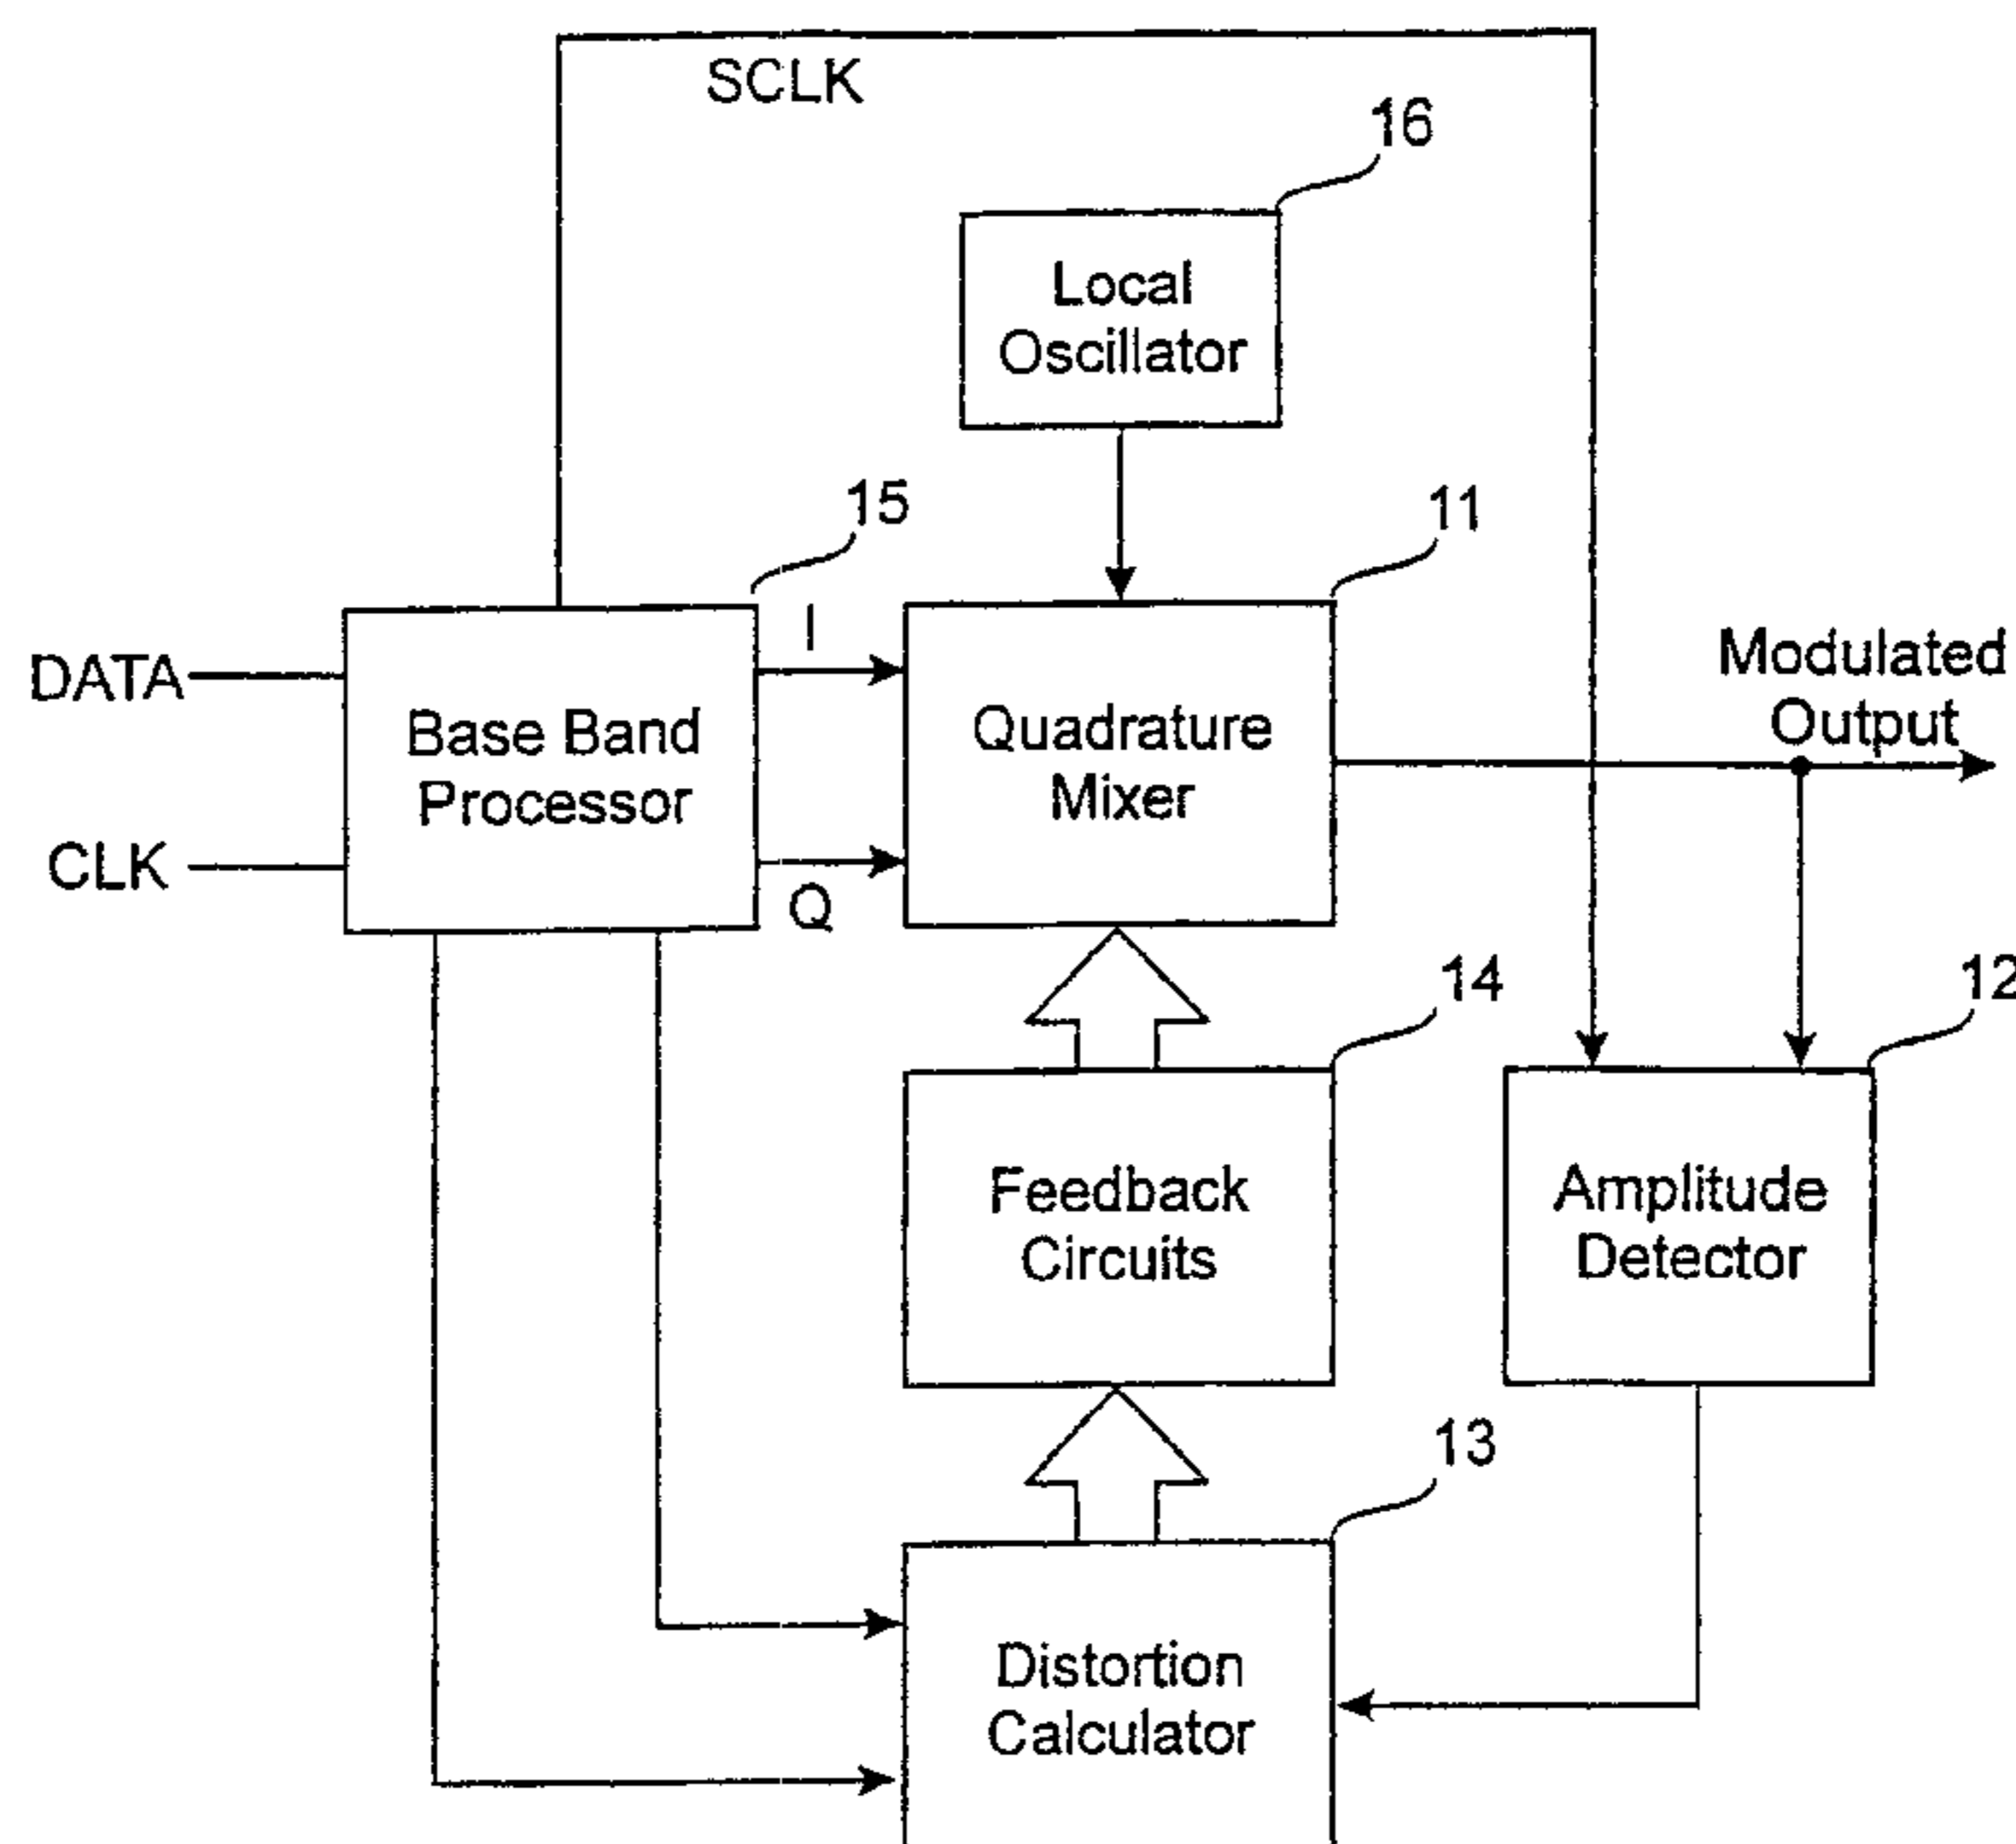 SCLK
16
Local
Oscillator
15
11
I
DATA
Base Band
Processor
Quadrature
Mixer
Modulated
Output
CLK
Q
14
12
Feedback
Circuits
Amplitude
Detector
13
Distortion
Calculator